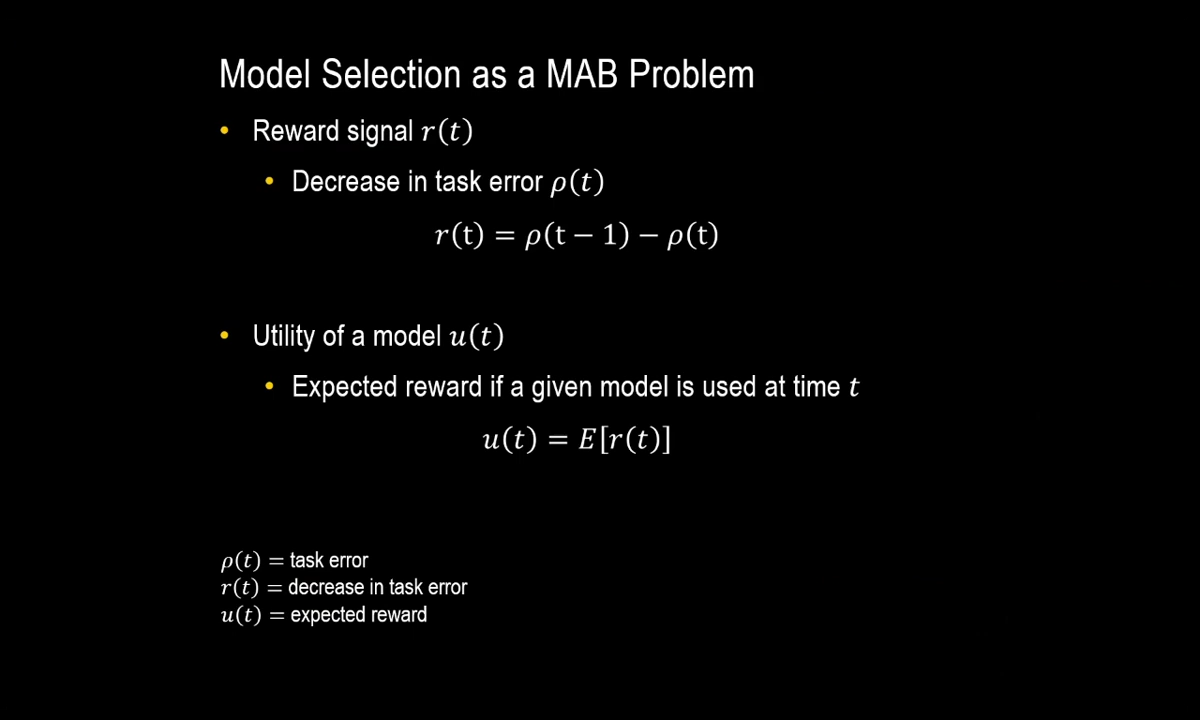 Model Selection as a MAB Problem
• Reward signal r(t)
• Decrease in task error ρ(t)
r(t) = ρ(t − 1) − ρ(t)
• Utility of a model u(t)
• Expected reward if a given model is used at time t
u(t) = E[r(t)]
ρ(t) = task error
r(t) = decrease in task error
u(t) = expected reward